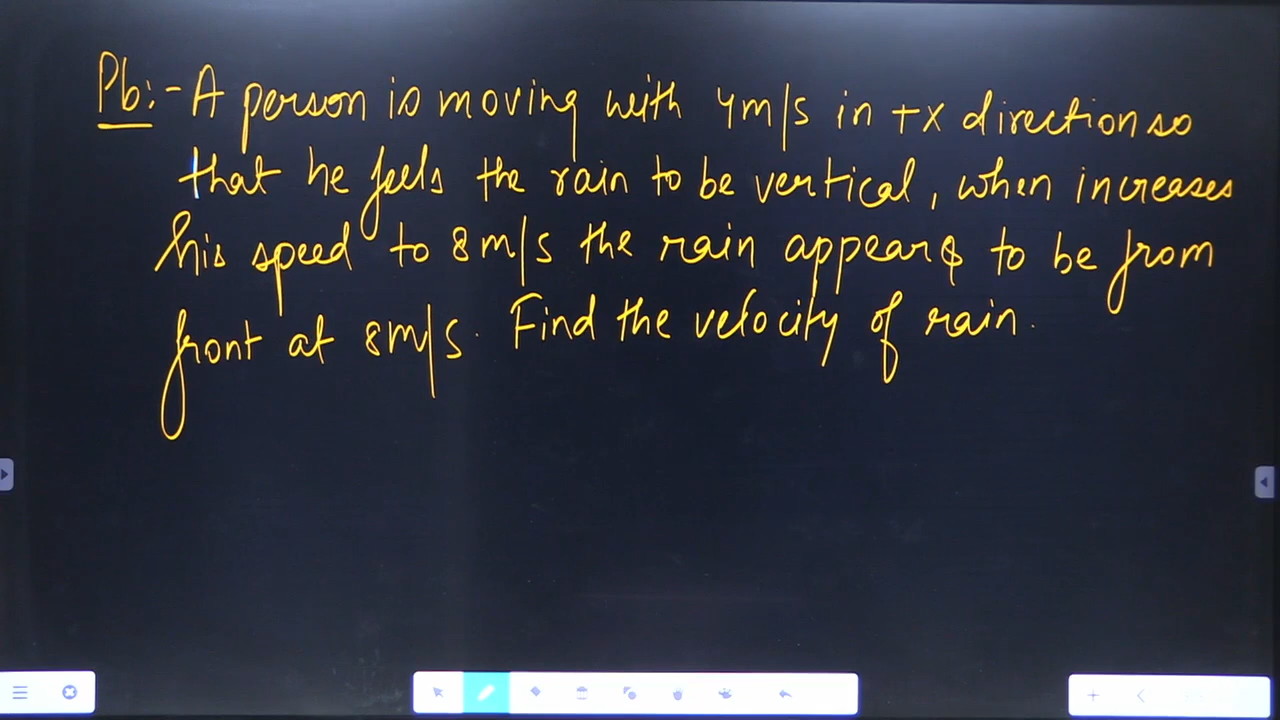 Pb:- A person is moving with 4m/s in +x direction so
that he feels the rain to be vertical, when increases
his speed to 8m/s the rain appears to be from
front at 8m/s. Find the velocity of rain.